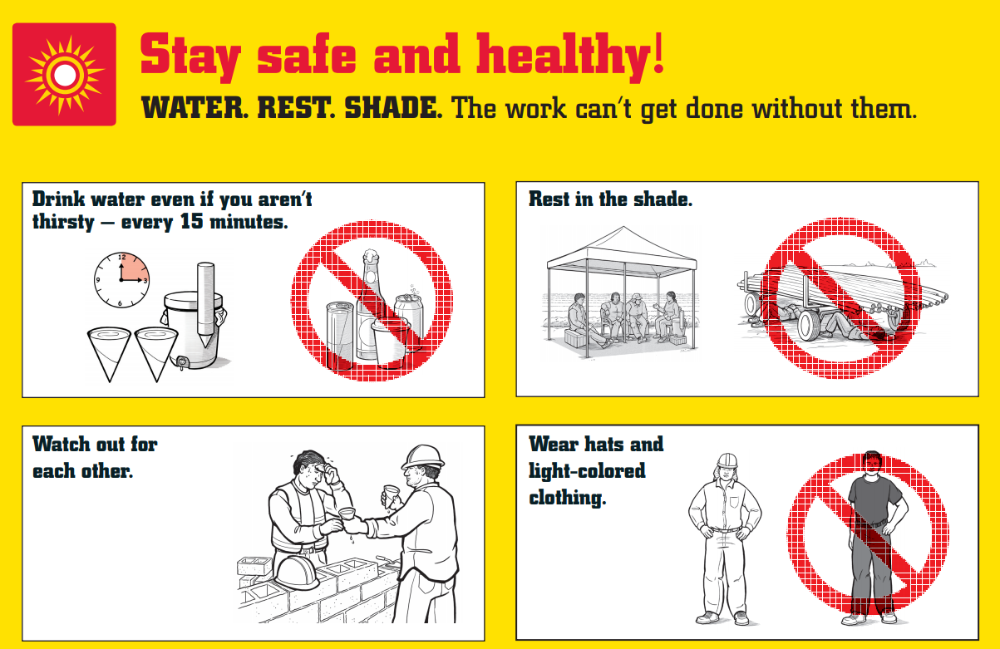 Stay safe and healthy!
WATER. REST. SHADE. The work can't get done without them.
Drink water even if you aren't
thirsty — every 15 minutes.
12
9
3
6
Rest in the shade.
Watch out for
each other.
Wear hats and
light-colored
clothing.